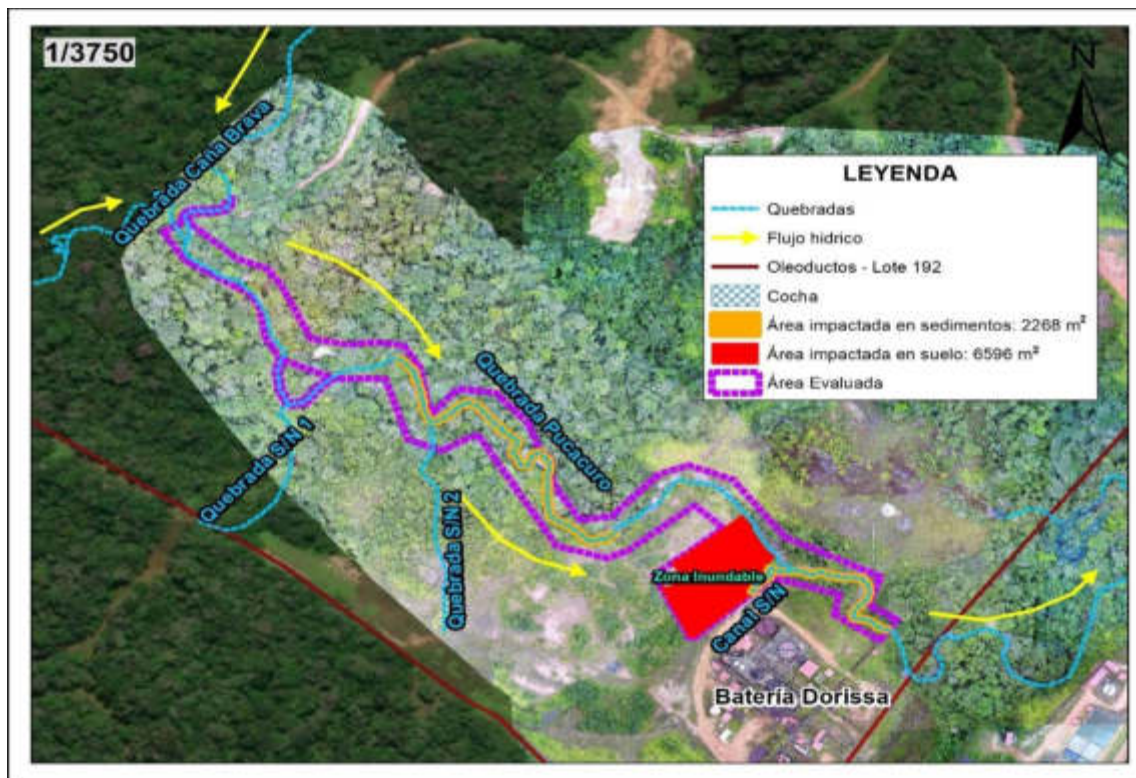 1/3750
N
LEYENDA
Quebradas
Flujo hídrico
Oleoductos - Lote 192
Cocha
Área impactada en sedimentos: 2268 m²
Área impactada en suelo: 6596 m²
Área Evaluada
Quebrada Caña Brava
Quebrada Pucacuro
Quebrada S/N 1
Quebrada S/N 2
Zona Inundable
Canal S/N
Batería Dorissa